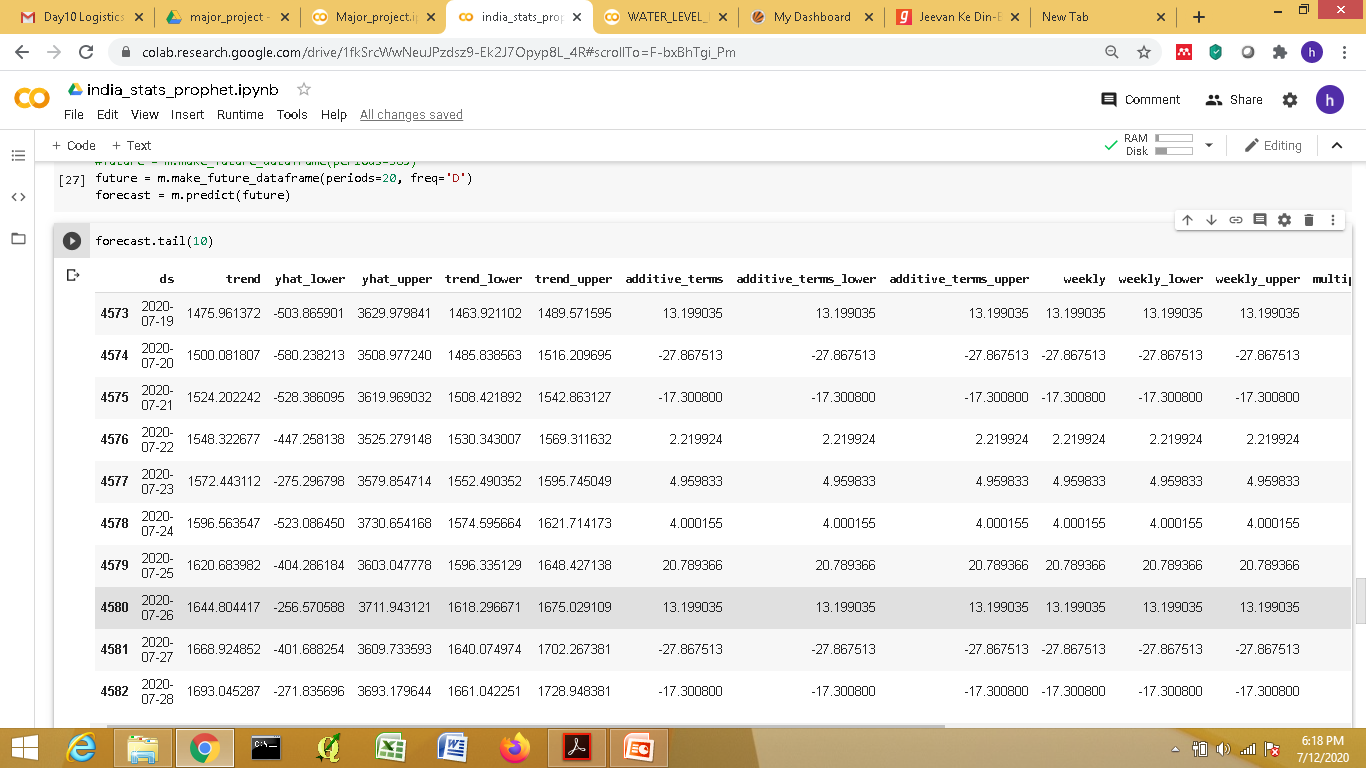 Day10 Logistics
major_project -
Major_project.i
india_stats_prop
WATER_LEVEL_
My Dashboard
Jeevan Ke Din-E
New Tab
colab.research.google.com/drive/1fkSrcWwNeuJPzdsz9-Ek2J7Opyp8L_4R#scrollTo=F-bxBhTgi_Pm
h
india_stats_prophet.ipynb
File Edit View Insert Runtime Tools Help All changes saved
Comment Share h
+ Code + Text
RAM
Disk
Editing
#future = m.make_future_dataframe(periods=365)
[27] future = m.make_future_dataframe(periods=20, freq='D')
forecast = m.predict(future)
forecast.tail(10)
ds trend yhat_lower yhat_upper trend_lower trend_upper additive_terms additive_terms_lower additive_terms_upper weekly weekly_lower weekly_upper multip
4573 2020-07-19 1475.961372 -503.865901 3629.979841 1463.921102 1489.571595 13.199035 13.199035 13.199035 13.199035 13.199035 13.199035
4574 2020-07-20 1500.081807 -580.238213 3508.977240 1485.838563 1516.209695 -27.867513 -27.867513 -27.867513 -27.867513 -27.867513 -27.867513
4575 2020-07-21 1524.202242 -528.386095 3619.969032 1508.421892 1542.863127 -17.300800 -17.300800 -17.300800 -17.300800 -17.300800 -17.300800
4576 2020-07-22 1548.322677 -447.258138 3525.279148 1530.343007 1569.311632 2.219924 2.219924 2.219924 2.219924 2.219924 2.219924
4577 2020-07-23 1572.443112 -275.296798 3579.854714 1552.490352 1595.745049 4.959833 4.959833 4.959833 4.959833 4.959833 4.959833
4578 2020-07-24 1596.563547 -523.086450 3730.654168 1574.595664 1621.714173 4.000155 4.000155 4.000155 4.000155 4.000155 4.000155
4579 2020-07-25 1620.683982 -404.286184 3603.047778 1596.335129 1648.427138 20.789366 20.789366 20.789366 20.789366 20.789366 20.789366
4580 2020-07-26 1644.804417 -256.570588 3711.943121 1618.296671 1675.029109 13.199035 13.199035 13.199035 13.199035 13.199035 13.199035
4581 2020-07-27 1668.924852 -401.688254 3609.733593 1640.074974 1702.267381 -27.867513 -27.867513 -27.867513 -27.867513 -27.867513 -27.867513
4582 2020-07-28 1693.045287 -271.835696 3693.179644 1661.042251 1728.948381 -17.300800 -17.300800 -17.300800 -17.300800 -17.300800 -17.300800
6:18 PM
7/12/2020